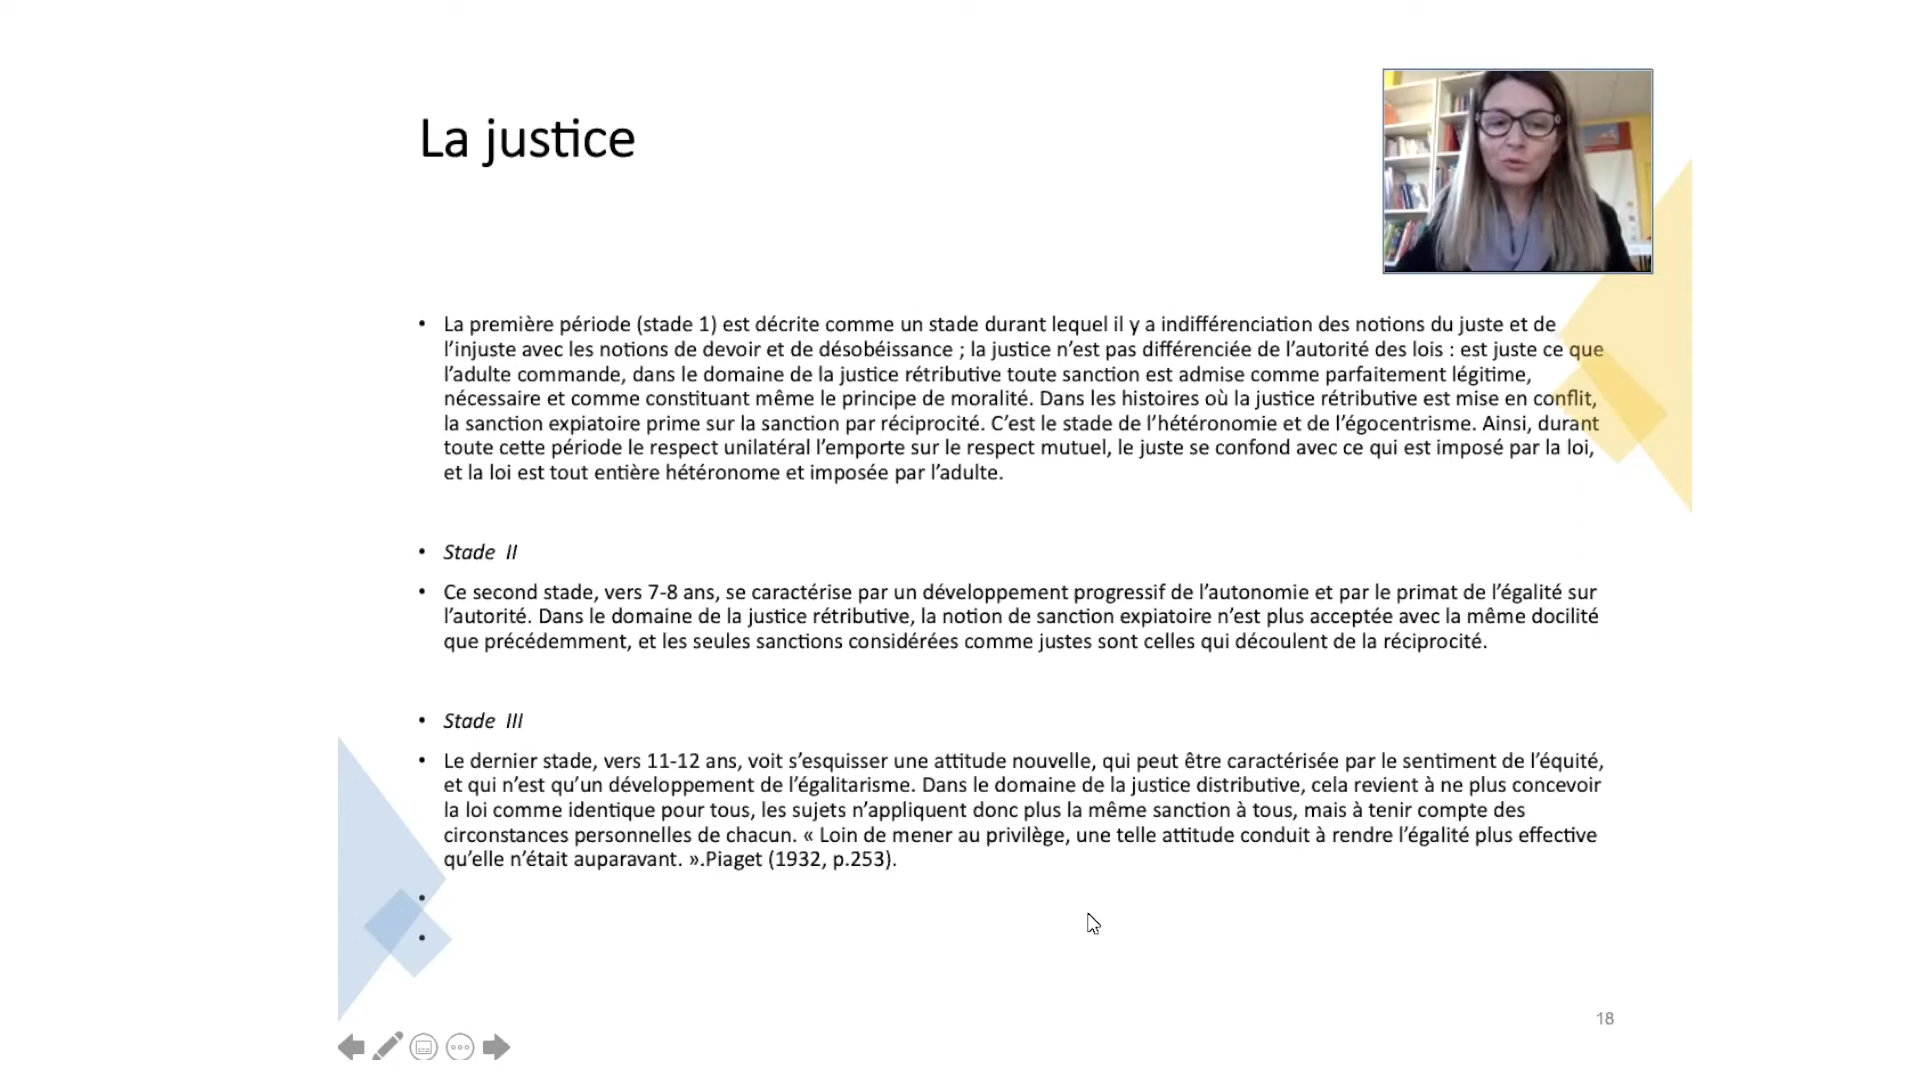 La justice
• La première période (stade 1) est décrite comme un stade durant lequel il y a indifférenciation des notions du juste et de
l’injuste avec les notions de devoir et de désobéissance ; la justice n’est pas différenciée de l’autorité des lois : est juste ce que
l’adulte commande, dans le domaine de la justice rétributive toute sanction est admise comme parfaitement légitime,
nécessaire et comme constituant même le principe de moralité. Dans les histoires où la justice rétributive est mise en conflit,
la sanction expiatoire prime sur la sanction par réciprocité. C’est le stade de l’hétéronomie et de l’égocentrisme. Ainsi, durant
toute cette période le respect unilatéral l’emporte sur le respect mutuel, le juste se confond avec ce qui est imposé par la loi,
et la loi est tout entière hétéronome et imposée par l’adulte.
• Stade II
• Ce second stade, vers 7-8 ans, se caractérise par un développement progressif de l’autonomie et par le primat de l’égalité sur
l’autorité. Dans le domaine de la justice rétributive, la notion de sanction expiatoire n’est plus acceptée avec la même docilité
que précédemment, et les seules sanctions considérées comme justes sont celles qui découlent de la réciprocité.
• Stade III
• Le dernier stade, vers 11-12 ans, voit s’esquisser une attitude nouvelle, qui peut être caractérisée par le sentiment de l’équité,
et qui n’est qu’un développement de l’égalitarisme. Dans le domaine de la justice distributive, cela revient à ne plus concevoir
la loi comme identique pour tous, les sujets n’appliquent donc plus la même sanction à tous, mais à tenir compte des
circonstances personnelles de chacun. « Loin de mener au privilège, une telle attitude conduit à rendre l’égalité plus effective
qu’elle n’était auparavant. ».Piaget (1932, p.253).
•
•
18